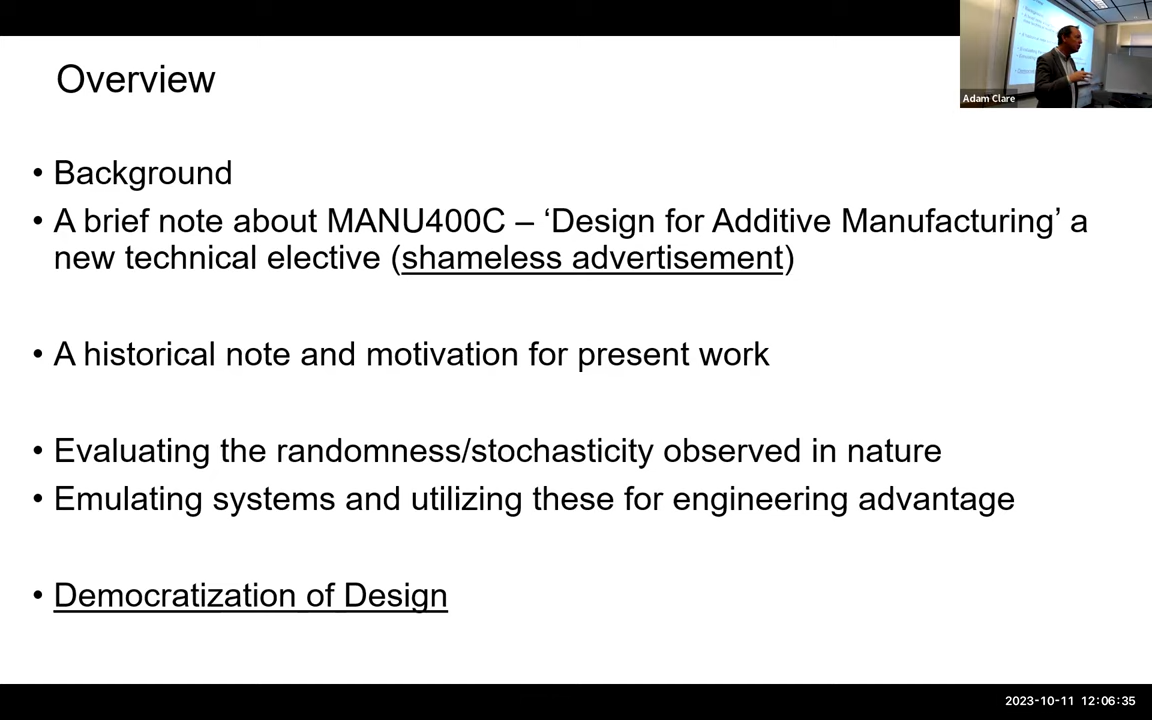 Overview
Adam Clare
• Background
• A brief note about MANU400C – ‘Design for Additive Manufacturing’ a
new technical elective (shameless advertisement)
• A historical note and motivation for present work
• Evaluating the randomness/stochasticity observed in nature
• Emulating systems and utilizing these for engineering advantage
• Democratization of Design
2023-10-11 12:06:35